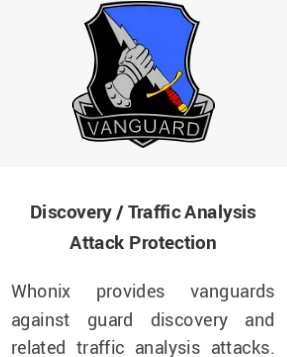 VANGUARD
Discovery / Traffic Analysis
Attack Protection
Whonix provides vanguards
against guard discovery and
related traffic analysis attacks.